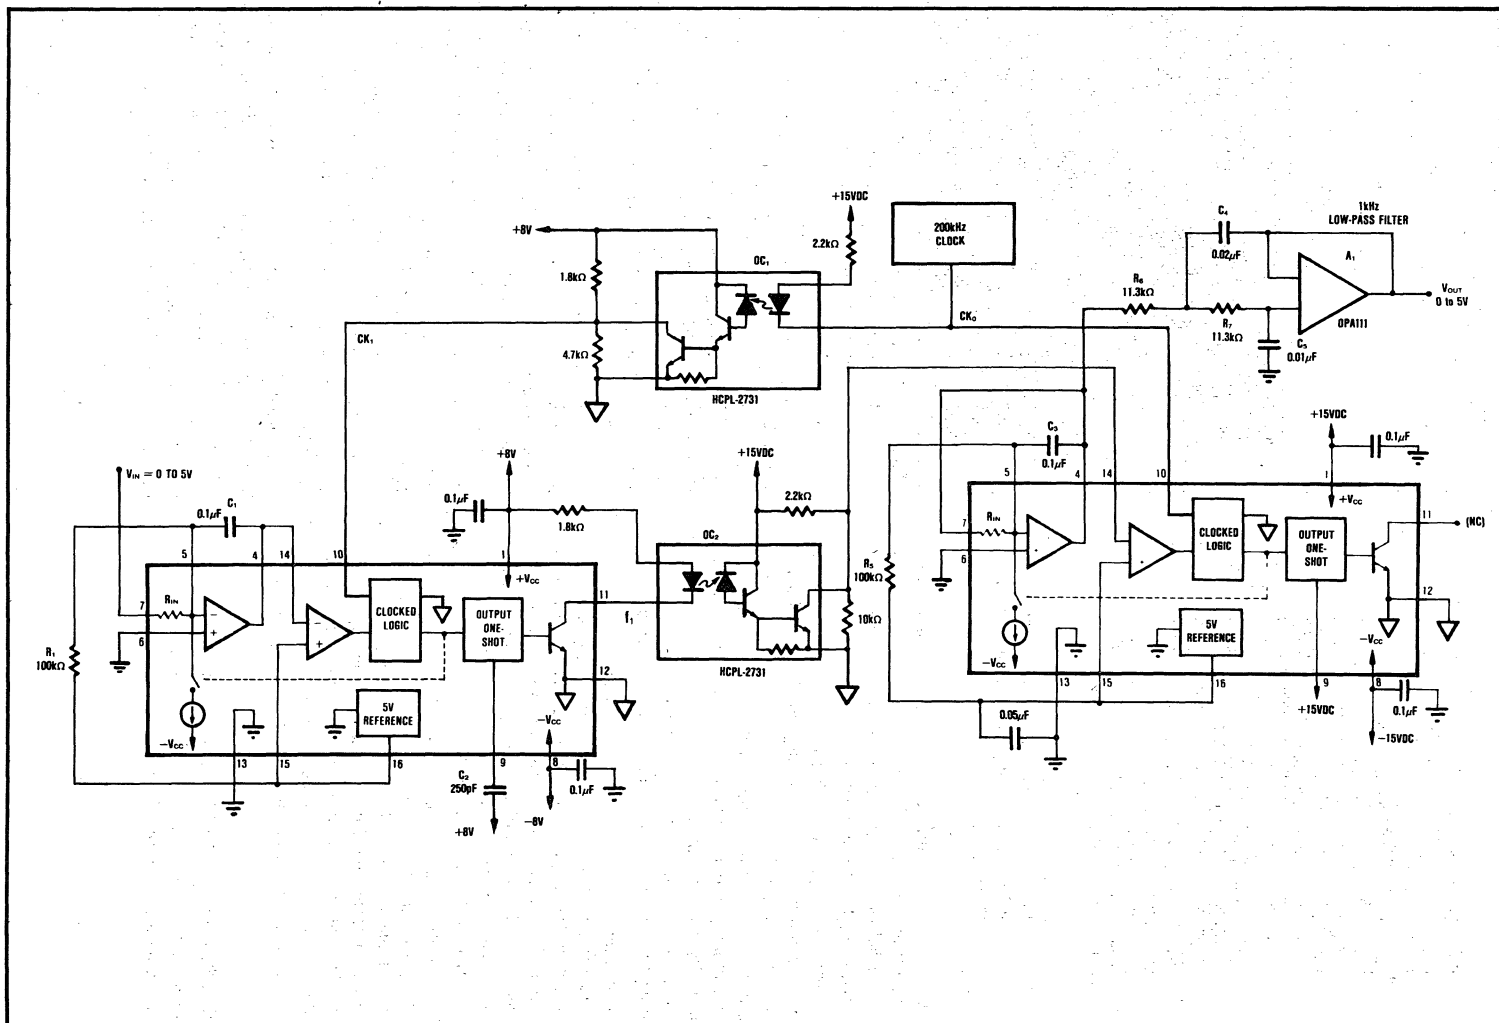 +15VDC
200kHz
CLOCK
C₄
1kHz
LOW-PASS FILTER
+8V
2.2kΩ
0.02μF
A₁
1.8kΩ
OC₁
R₆
11.3kΩ
V_OUT
0 to 5V
CK₁
4.7kΩ
CK₀
R₇
11.3kΩ
OPA111
C₅
0.01μF
HCPL-2731
+15VDC
0.1μF
C₃
0.1μF
V_IN = 0 TO 5V
+8V
+15VDC
5
4
14
10
1
+V_CC
C₁
0.1μF
0.1μF
1.8kΩ
2.2kΩ
7
R_IN
CLOCKED
LOGIC
OUTPUT
ONE-
SHOT
11
(NC)
5
4
14
10
1
+V_CC
OC₂
6
R₅
100kΩ
7
R_IN
−
+
−
+
CLOCKED
LOGIC
OUTPUT
ONE-
SHOT
11
f₁
10kΩ
12
6
5V
REFERENCE
−V_CC
R₁
100kΩ
12
HCPL-2731
−V_CC
13
15
16
9
8
5V
REFERENCE
−V_CC
0.05μF
+15VDC
0.1μF
−V_CC
−15VDC
13
15
16
9
8
C₂
250pF
0.1μF
+8V
−8V